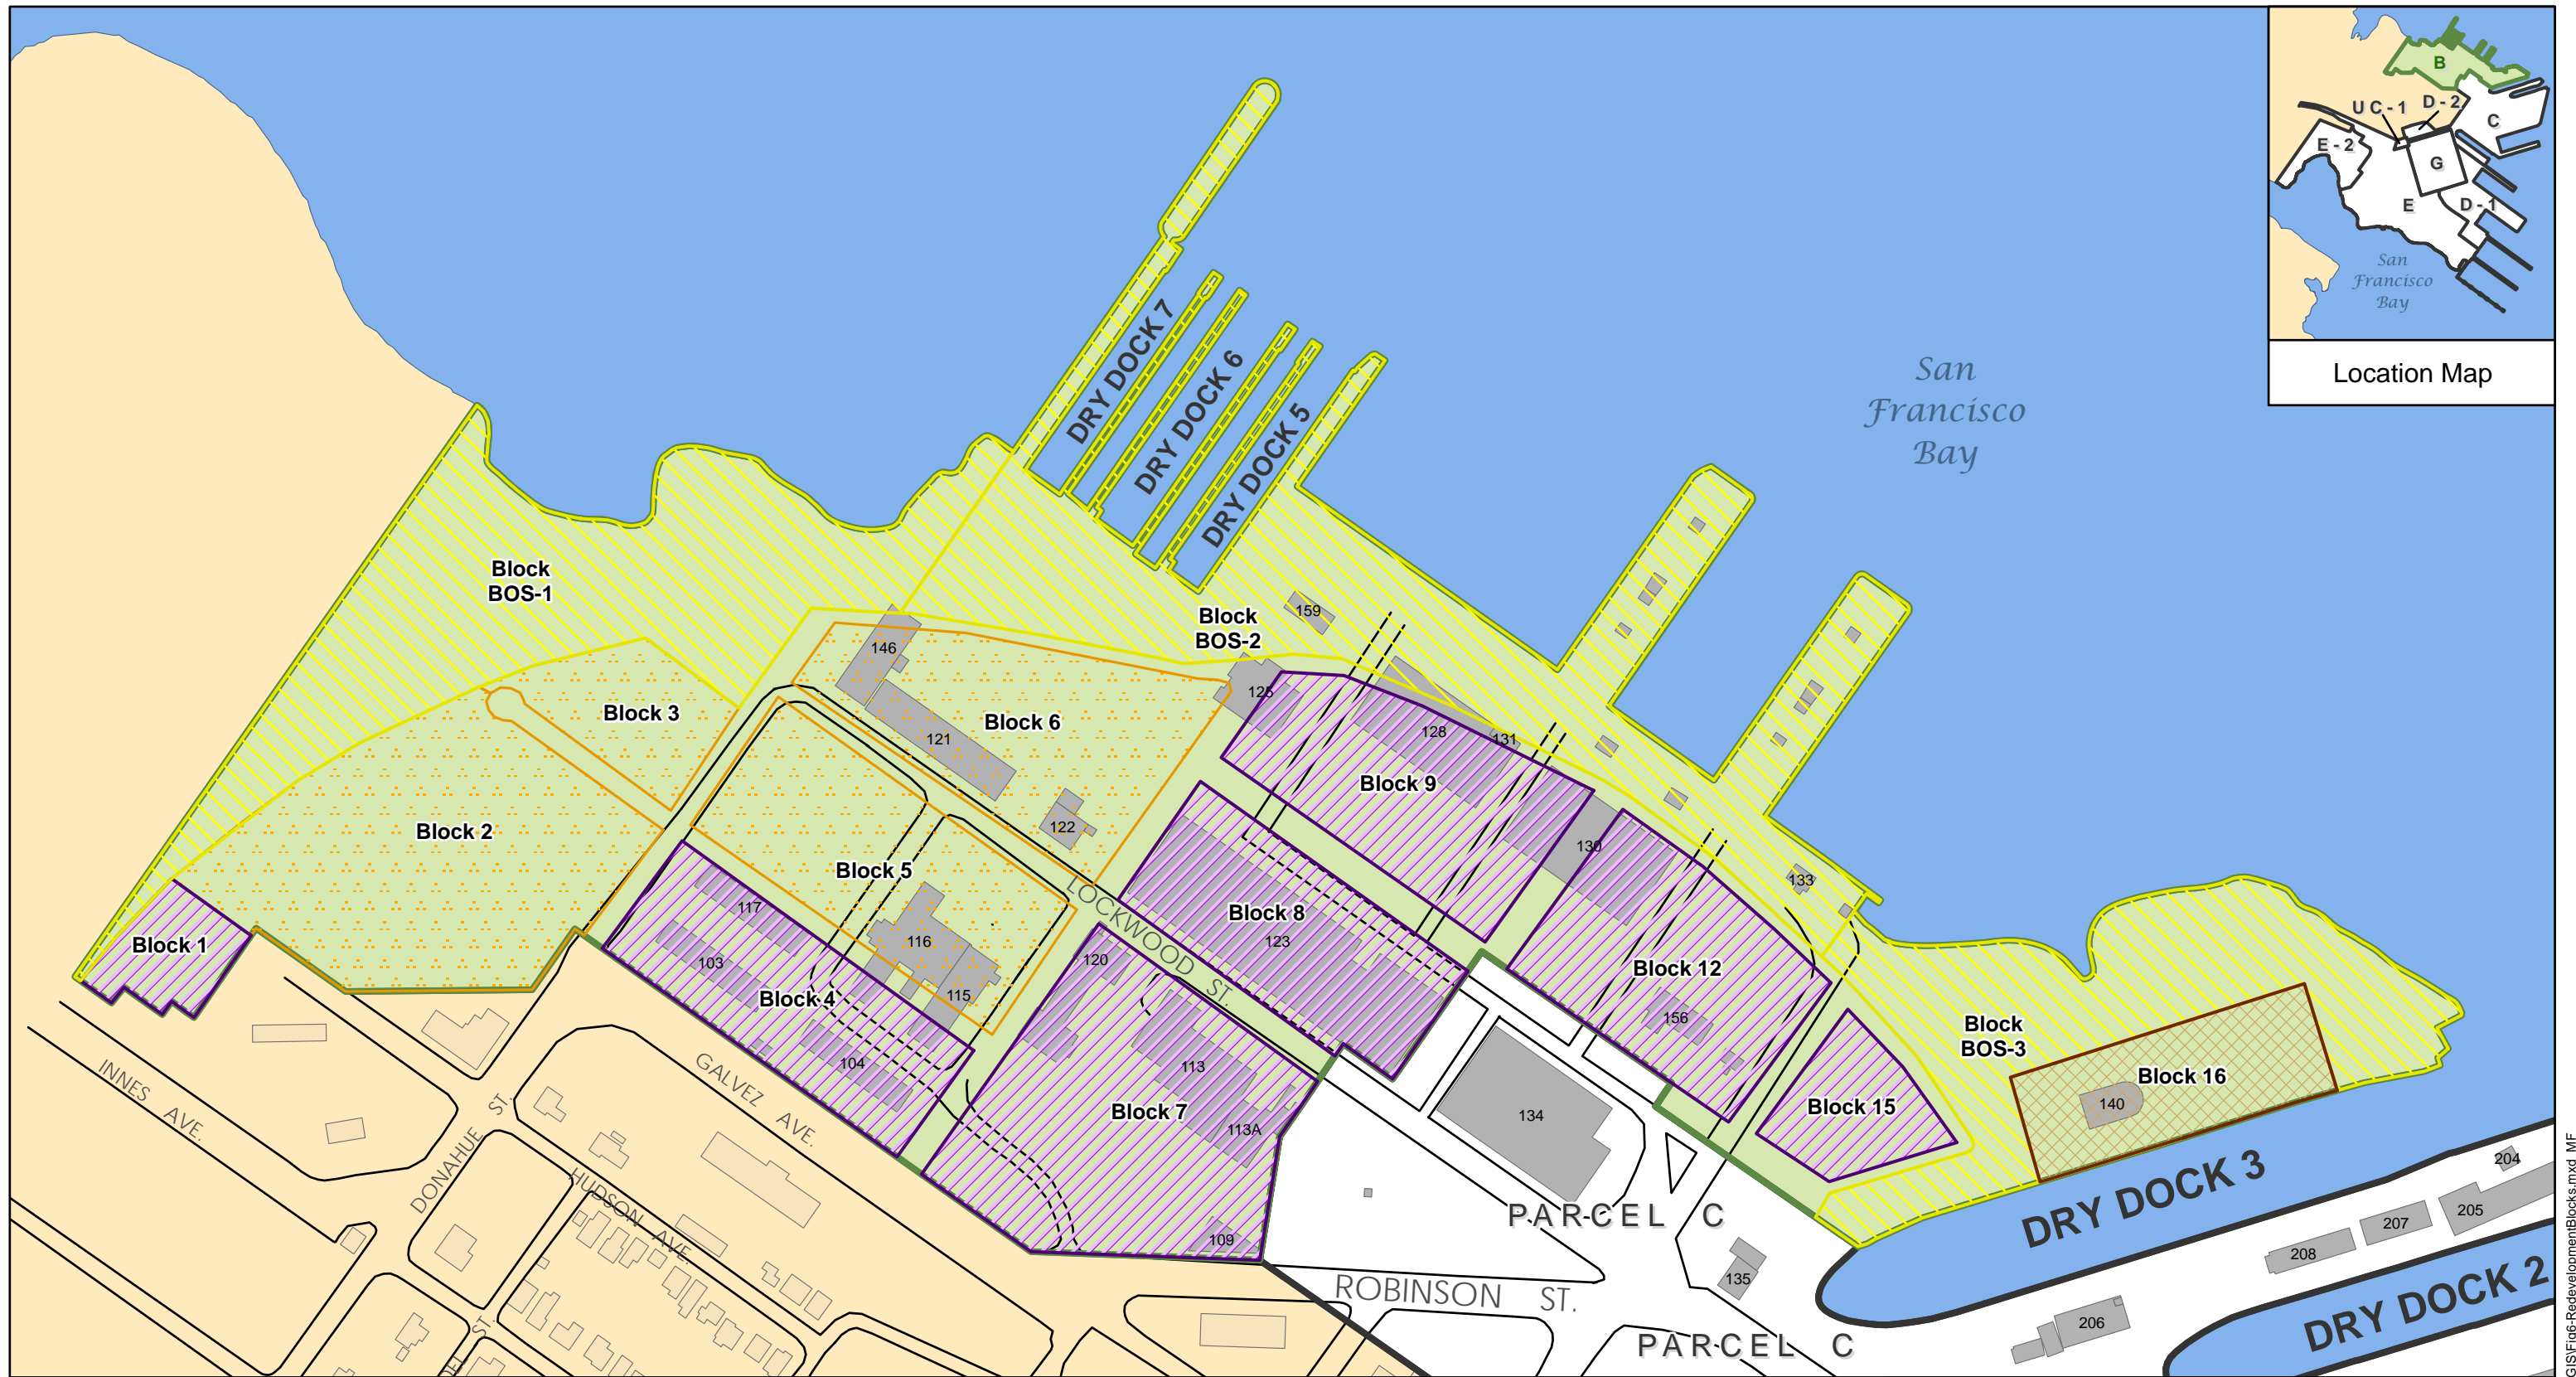 B
U C - 1
D - 2
C
E - 2
G
E
D - 1
San
Francisco
Bay
Location Map
San
Francisco
Bay
DRY DOCK 7
DRY DOCK 6
DRY DOCK 5
Block
BOS-1
Block
BOS-2
159
146
Block 3
Block 6
121
125
128
131
Block 9
122
Block 2
Block 5
130
133
LOCKWOOD ST.
Block 8
123
117
116
103
120
115
Block 1
Block 4
Block 12
156
Block
BOS-3
Block 16
140
104
113
Block 7
113A
134
Block 15
INNES AVE.
GALVEZ AVE.
DONAHUE ST.
HUDSON AVE.
ST.
109
PARCEL C
DRY DOCK 3
204
205
207
208
135
ROBINSON ST.
206
PARCEL C
DRY DOCK 2
GIS\Fig6-RedevelopmentBlocks.mxd MF